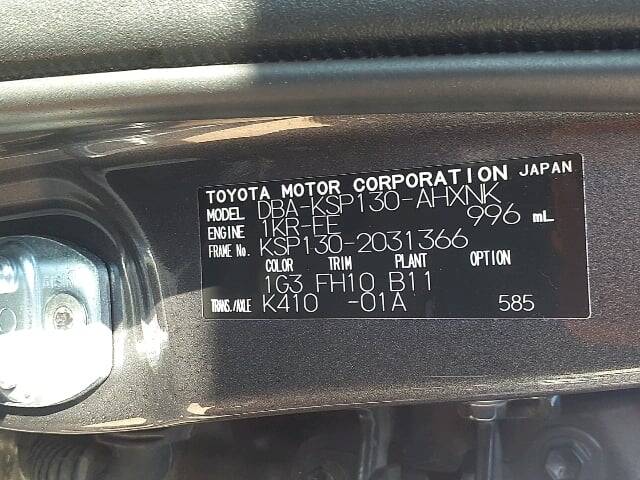 TOYOTA MOTOR CORPORATION JAPAN
MODEL DBA-KSP130-AHXNK
ENGINE 1KR-FE 996 mL
FRAME No. KSP130-2031366
COLOR TRIM PLANT OPTION
1G3 FH10 B11
TRANS./AXLE K410 -01A 585